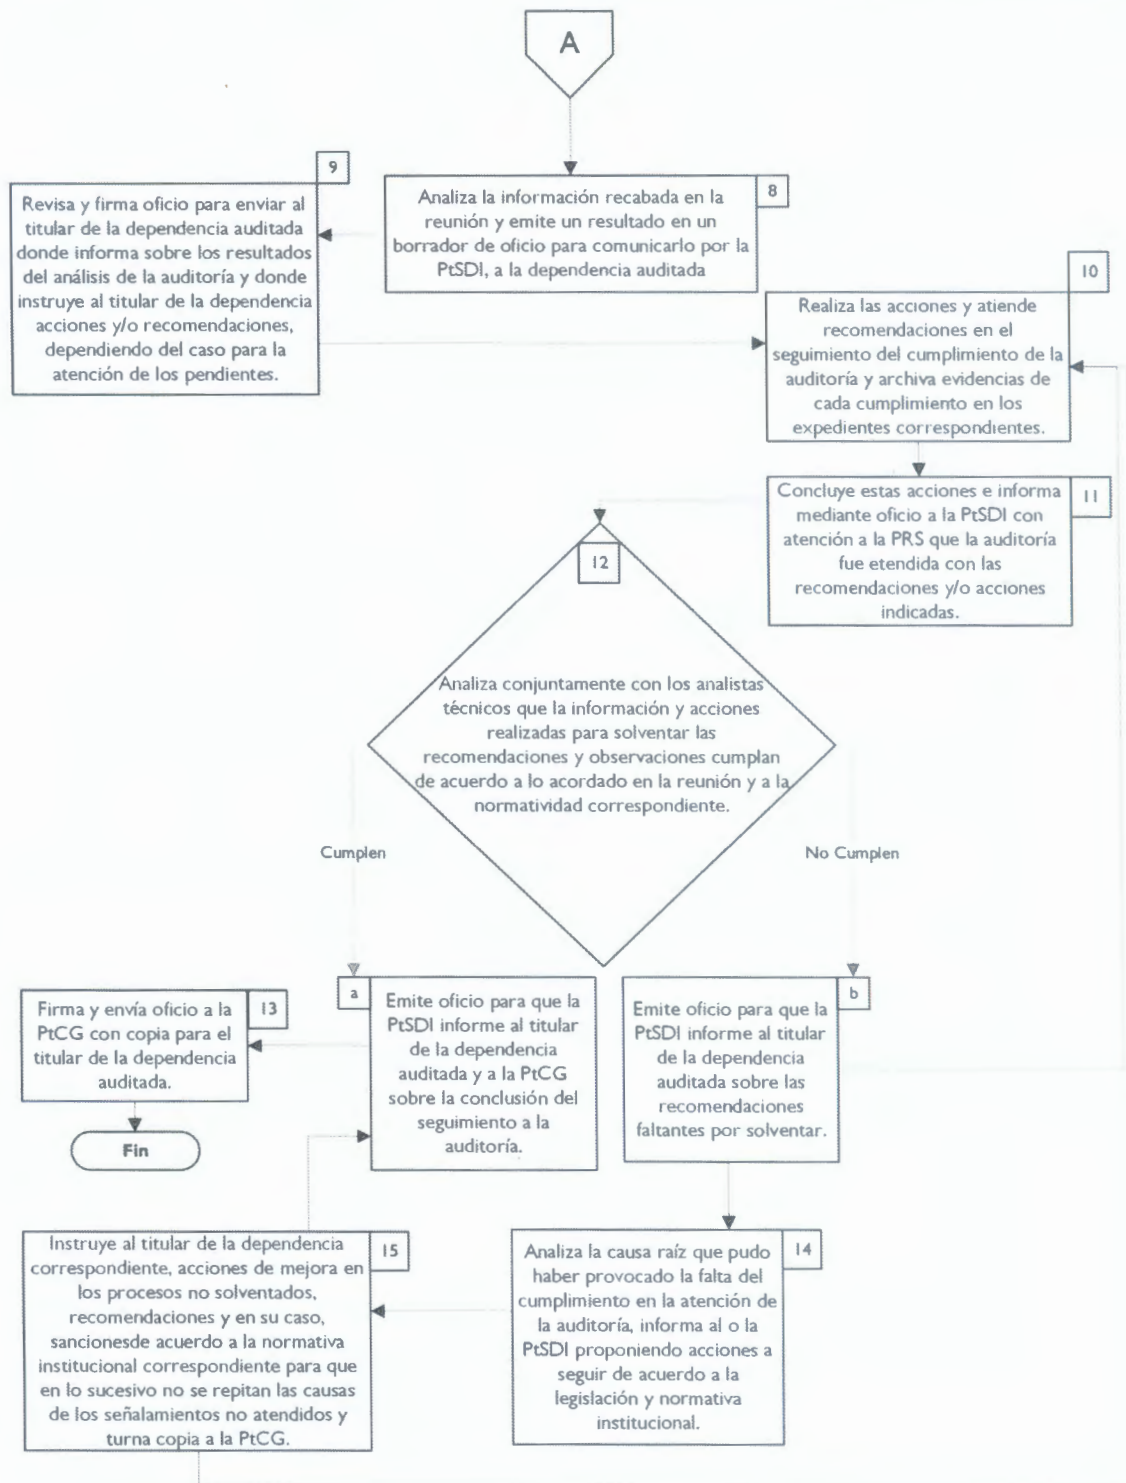 A
8
Analiza la información recabada en la
reunión y emite un resultado en un
borrador de oficio para comunicarlo por la
PtSDI, a la dependencia auditada
9
Revisa y firma oficio para enviar al
titular de la dependencia auditada
donde informa sobre los resultados
del análisis de la auditoría y donde
instruye al titular de la dependencia
acciones y/o recomendaciones,
dependiendo del caso para la
atención de los pendientes.
10
Realiza las acciones y atiende
recomendaciones en el
seguimiento del cumplimiento de la
auditoría y archiva evidencias de
cada cumplimiento en los
expedientes correspondientes.
11
Concluye estas acciones e informa
mediante oficio a la PtSDI con
atención a la PRS que la auditoría
fue etendida con las
recomendaciones y/o acciones
indicadas.
12
Analiza conjuntamente con los analistas
técnicos que la información y acciones
realizadas para solventar las
recomendaciones y observaciones cumplan
de acuerdo a lo acordado en la reunión y a la
normatividad correspondiente.
Cumplen
No Cumplen
a
Emite oficio para que la
PtSDI informe al titular
de la dependencia
auditada y a la PtCG
sobre la conclusión del
seguimiento a la
auditoría.
b
Emite oficio para que la
PtSDI informe al titular
de la dependencia
auditada sobre las
recomendaciones
faltantes por solventar.
13
Firma y envía oficio a la
PtCG con copia para el
titular de la dependencia
auditada.
Fin
14
Analiza la causa raíz que pudo
haber provocado la falta del
cumplimiento en la atención de
la auditoría, informa al o la
PtSDI proponiendo acciones a
seguir de acuerdo a la
legislación y normativa
institucional.
15
Instruye al titular de la dependencia
correspondiente, acciones de mejora en
los procesos no solventados,
recomendaciones y en su caso,
sancionesde acuerdo a la normativa
institucional correspondiente para que
en lo sucesivo no se repitan las causas
de los señalamientos no atendidos y
turna copia a la PtCG.